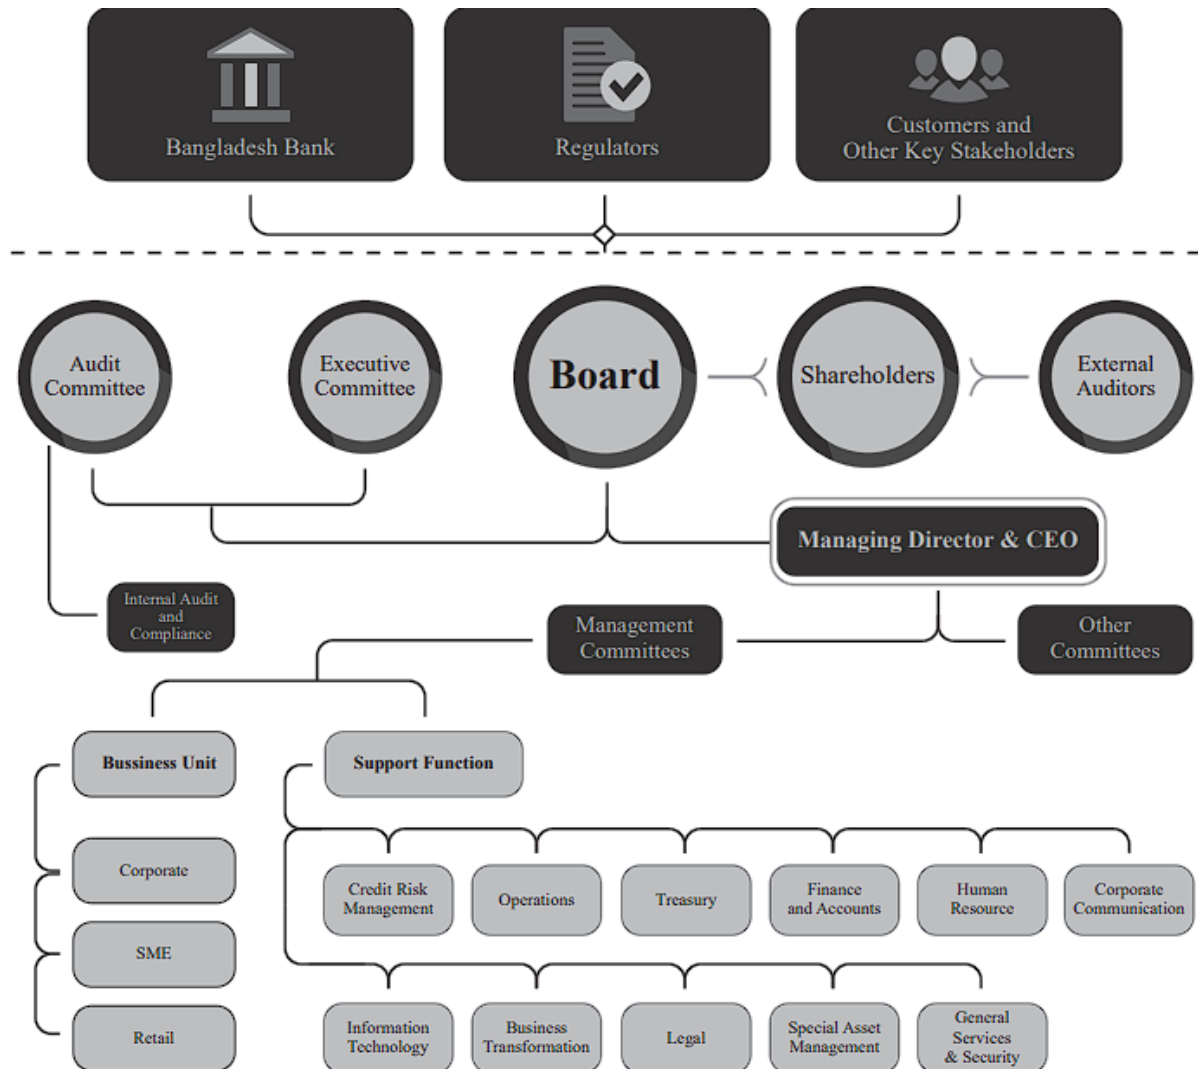 Bangladesh Bank
Regulators
Customers and
Other Key Stakeholders
Audit
Committee
Executive
Committee
Board
Shareholders
External
Auditors
Managing Director & CEO
Internal Audit
and
Compliance
Management
Committees
Other
Committees
Bussiness Unit
Support Function
Corporate
SME
Retail
Credit Risk
Management
Operations
Treasury
Finance
and Accounts
Human
Resource
Corporate
Communication
Information
Technology
Business
Transformation
Legal
Special Asset
Management
General
Services
& Security